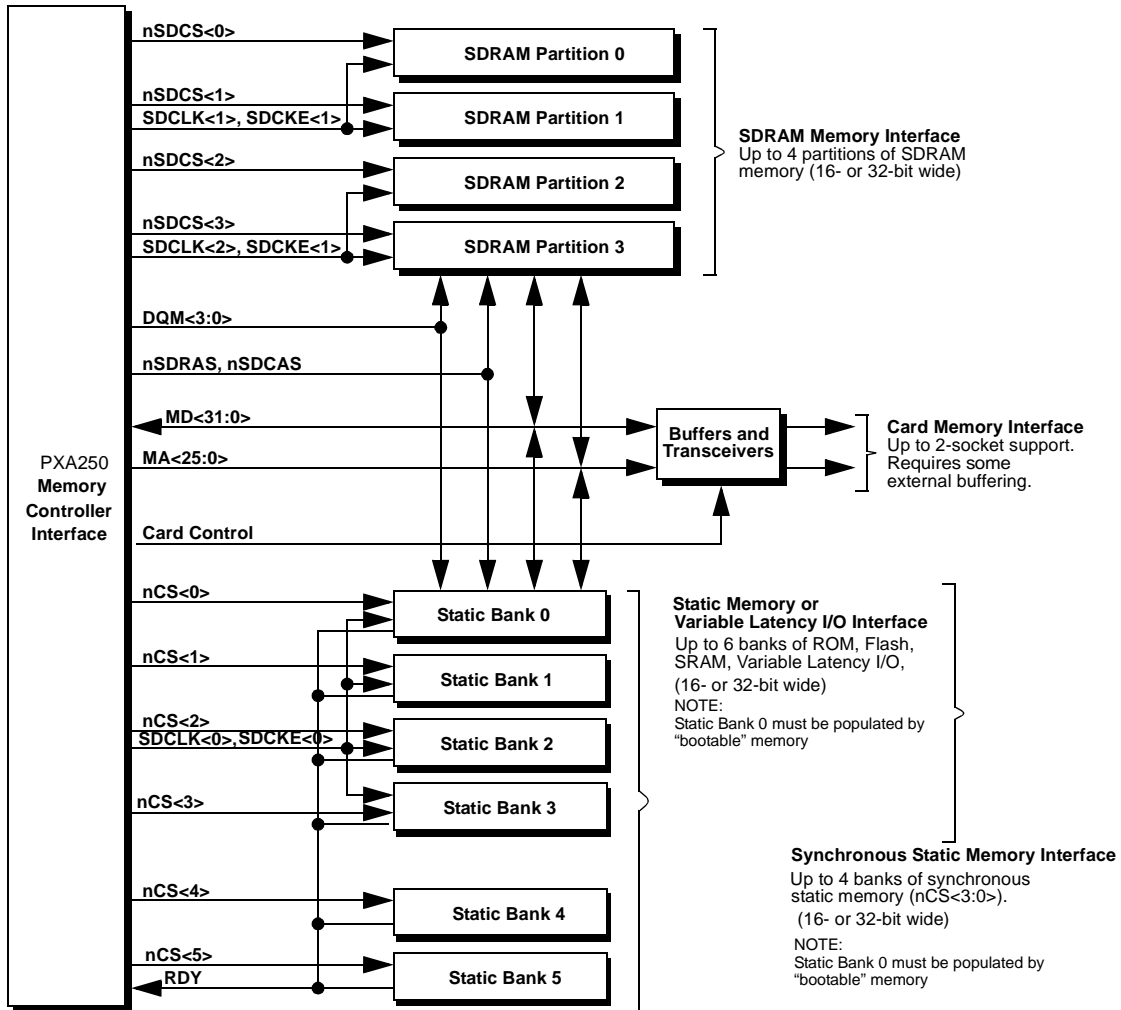 nSDCS<0>
SDRAM Partition 0
nSDCS<1>
SDCLK<1>, SDCKE<1>
SDRAM Partition 1
nSDCS<2>
SDRAM Partition 2
nSDCS<3>
SDCLK<2>, SDCKE<1>
SDRAM Partition 3
SDRAM Memory Interface
Up to 4 partitions of SDRAM
memory (16- or 32-bit wide)
DQM<3:0>
nSDRAS, nSDCAS
MD<31:0>
MA<25:0>
Buffers and
Transceivers
Card Memory Interface
Up to 2-socket support.
Requires some
external buffering.
PXA250
Memory
Controller
Interface
Card Control
nCS<0>
Static Bank 0
nCS<1>
Static Bank 1
nCS<2>
SDCLK<0>,SDCKE<0>
Static Bank 2
nCS<3>
Static Bank 3
nCS<4>
Static Bank 4
nCS<5>
RDY
Static Bank 5
Static Memory or
Variable Latency I/O Interface
Up to 6 banks of ROM, Flash,
SRAM, Variable Latency I/O,
(16- or 32-bit wide)
NOTE:
Static Bank 0 must be populated by
“bootable” memory
Synchronous Static Memory Interface
Up to 4 banks of synchronous
static memory (nCS<3:0>).
(16- or 32-bit wide)
NOTE:
Static Bank 0 must be populated by
“bootable” memory